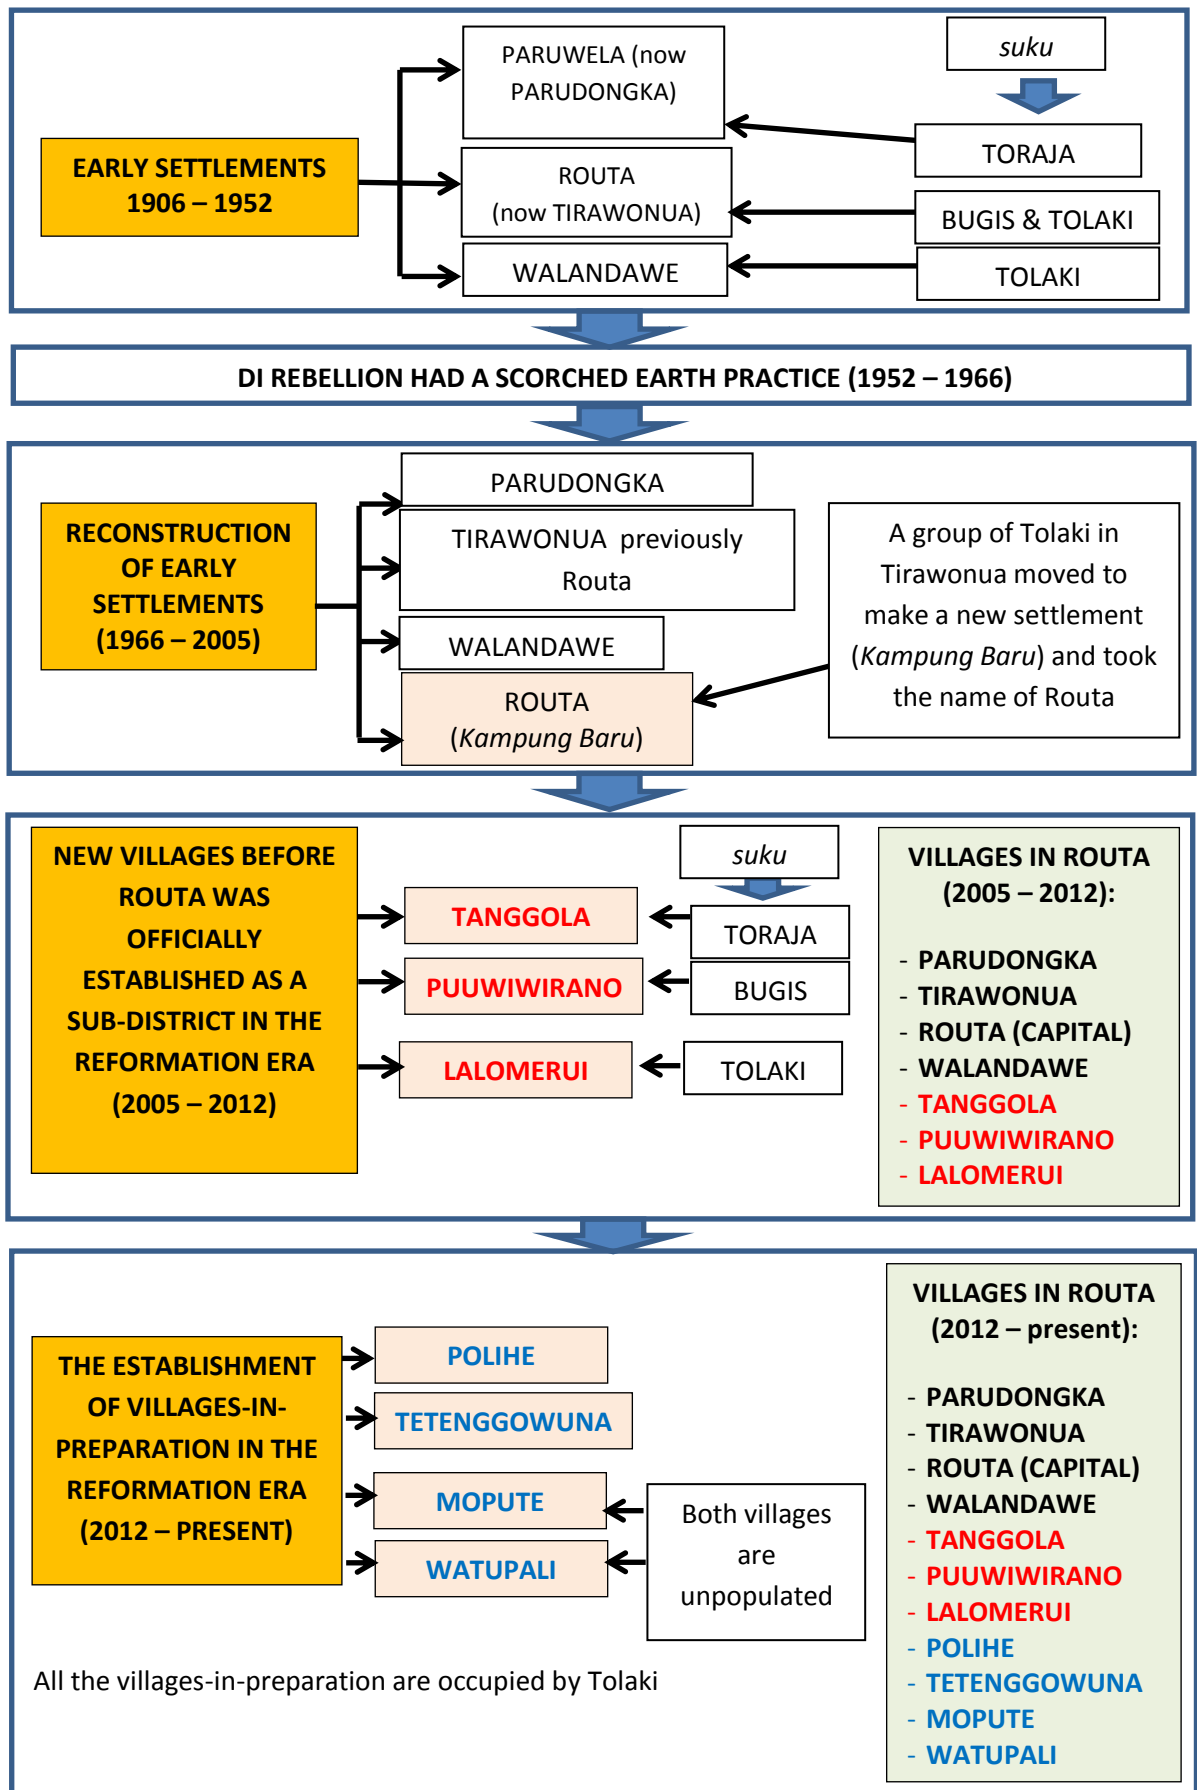 EARLY SETTLEMENTS
1906 – 1952
PARUWELA (now
PARUDONGKA)
ROUTA
(now TIRAWONUA)
WALANDAWE
suku
TORAJA
BUGIS & TOLAKI
TOLAKI
DI REBELLION HAD A SCORCHED EARTH PRACTICE (1952 – 1966)
RECONSTRUCTION
OF EARLY
SETTLEMENTS
(1966 – 2005)
PARUDONGKA
TIRAWONUA previously
Routa
WALANDAWE
ROUTA
(Kampung Baru)
A group of Tolaki in
Tirawonua moved to
make a new settlement
(Kampung Baru) and took
the name of Routa
NEW VILLAGES BEFORE
ROUTA WAS
OFFICIALLY
ESTABLISHED AS A
SUB-DISTRICT IN THE
REFORMATION ERA
(2005 – 2012)
TANGGOLA
PUUWIWIRANO
LALOMERUI
suku
TORAJA
BUGIS
TOLAKI
VILLAGES IN ROUTA
(2005 – 2012):
- PARUDONGKA
- TIRAWONUA
- ROUTA (CAPITAL)
- WALANDAWE
- TANGGOLA
- PUUWIWIRANO
- LALOMERUI
THE ESTABLISHMENT
OF VILLAGES-IN-
PREPARATION IN THE
REFORMATION ERA
(2012 – PRESENT)
POLIHE
TETENGGOWUNA
MOPUTE
WATUPALI
Both villages
are
unpopulated
All the villages-in-preparation are occupied by Tolaki
VILLAGES IN ROUTA
(2012 – present):
- PARUDONGKA
- TIRAWONUA
- ROUTA (CAPITAL)
- WALANDAWE
- TANGGOLA
- PUUWIWIRANO
- LALOMERUI
- POLIHE
- TETENGGOWUNA
- MOPUTE
- WATUPALI